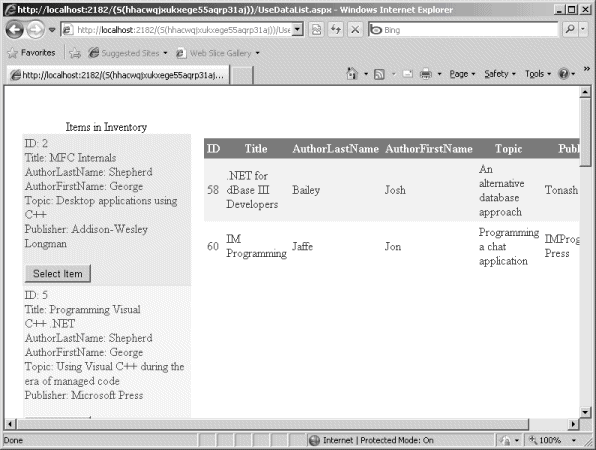 http://localhost:2182/(S(hhacwqjxukxege55aqrp31aj))/UseDataList.aspx - Windows Internet Explorer
http://localhost:2182/(S(hhacwqjxukxege55aqrp31aj))/Use
Bing
Favorites
Suggested Sites
Web Slice Gallery
http://localhost:2182/(S(hhacwqjxukxege55aqrp31aj)...
Page
Safety
Tools
Items in Inventory
ID: 2
Title: MFC Internals
AuthorLastName: Shepherd
AuthorFirstName: George
Topic: Desktop applications using
C++
Publisher: Addison-Wesley
Longman
Select Item
ID: 5
Title: Programming Visual
C++ .NET
AuthorLastName: Shepherd
AuthorFirstName: George
Topic: Using Visual C++ during the
era of managed code
Publisher: Microsoft Press
ID Title AuthorLastName AuthorFirstName Topic Publ
58 .NET for dBase III Developers Bailey Josh An alternative database approach Tonash
60 IM Programming Jaffe Jon Programming a chat application IMProg Press
Done
Internet | Protected Mode: On
100%